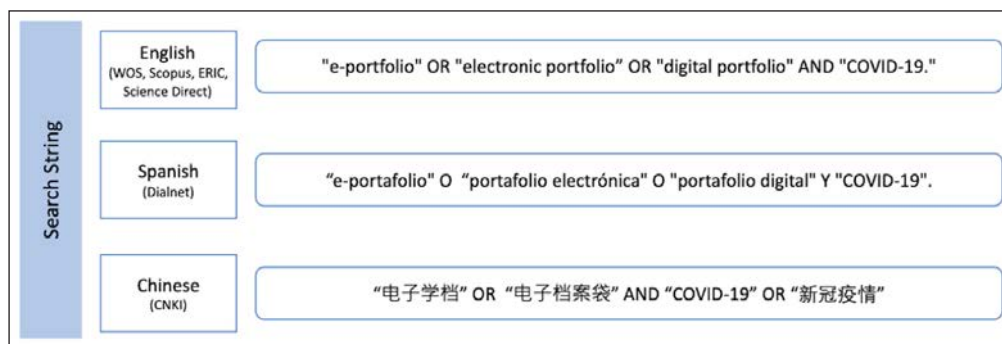 Search String
English
(WOS, Scopus, ERIC,
Science Direct)
"e-portfolio" OR "electronic portfolio” OR "digital portfolio" AND "COVID-19."
Spanish
(Dialnet)
“e-portafolio" O “portafolio electrónica" O "portafolio digital" Y "COVID-19".
Chinese
(CNKI)
“电子学档” OR “电子档案袋” AND “COVID-19” OR “新冠疫情”